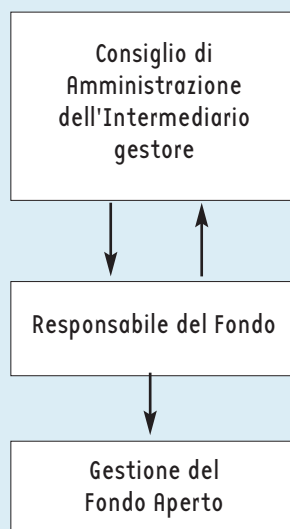 Consiglio di
Amministrazione
dell'Intermediario
gestore
Responsabile del Fondo
Gestione del
Fondo Aperto